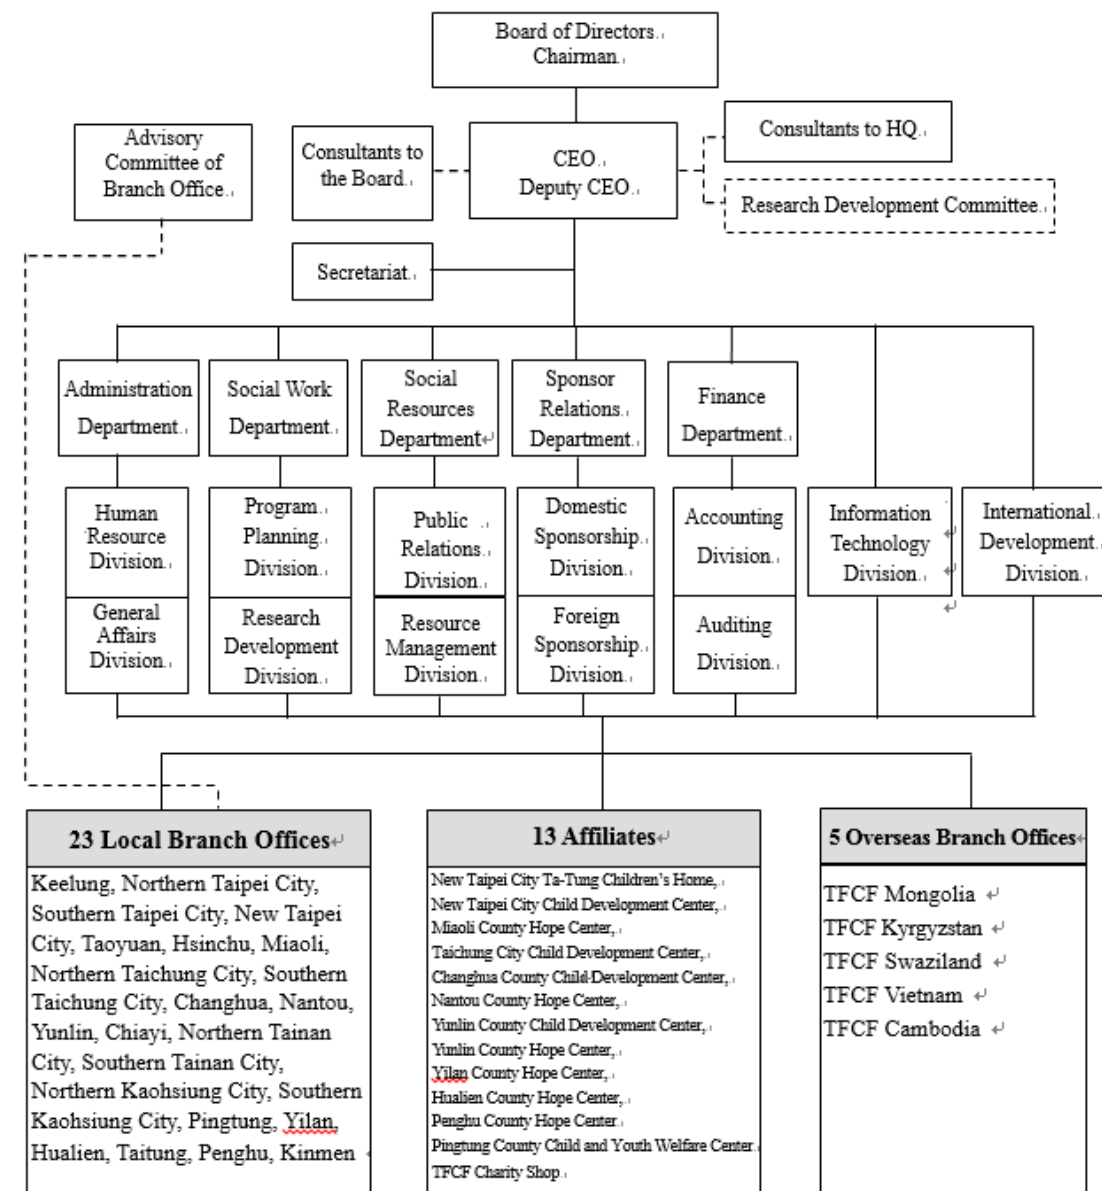 Board of Directors
Chairman
Advisory
Committee of
Branch Office
Consultants to
the Board
CEO
Deputy CEO
Consultants to HQ
Research Development Committee
Secretariat
Administration
Department
Social Work
Department
Social
Resources
Department
Sponsor
Relations
Department
Finance
Department
Human
Resource
Division
General
Affairs
Division
Program
Planning
Division
Research
Development
Division
Public
Relations
Division
Resource
Management
Division
Domestic
Sponsorship
Division
Foreign
Sponsorship
Division
Accounting
Division
Auditing
Division
Information
Technology
Division
International
Development
Division
23 Local Branch Offices
Keelung, Northern Taipei City,
Southern Taipei City, New Taipei
City, Taoyuan, Hsinchu, Miaoli,
Northern Taichung City, Southern
Taichung City, Changhua, Nantou,
Yunlin, Chiayi, Northern Tainan
City, Southern Tainan City,
Northern Kaohsiung City, Southern
Kaohsiung City, Pingtung, Yilan,
Hualien, Taitung, Penghu, Kinmen
13 Affiliates
New Taipei City Ta-Tung Children's Home,
New Taipei City Child Development Center,
Miaoli County Hope Center,
Taichung City Child Development Center,
Changhua County Child-Development Center,
Nantou County Hope Center,
Yunlin County Child Development Center,
Yunlin County Hope Center,
Yilan County Hope Center,
Hualien County Hope Center,
Penghu County Hope Center
Pingtung County Child and Youth Welfare Center
TFCF Charity Shop
5 Overseas Branch Offices
TFCF Mongolia
TFCF Kyrgyzstan
TFCF Swaziland
TFCF Vietnam
TFCF Cambodia